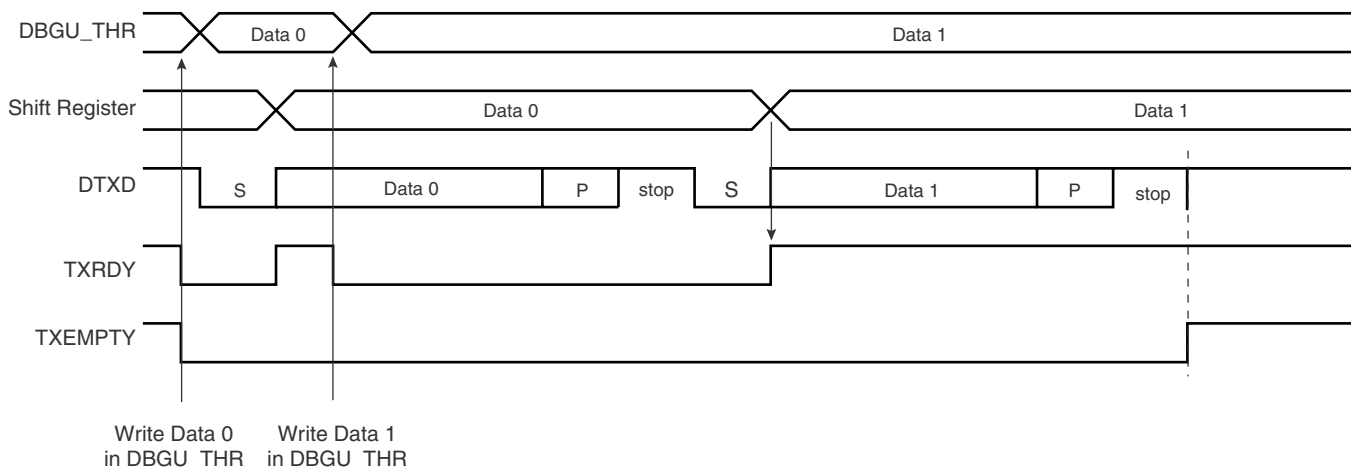 DBGU_THR Data 0 Data 1
Shift Register Data 0 Data 1
DTXD S Data 0 P stop S Data 1 P stop
TXRDY
TXEMPTY
Write Data 0 Write Data 1
in DBGU_THR in DBGU_THR